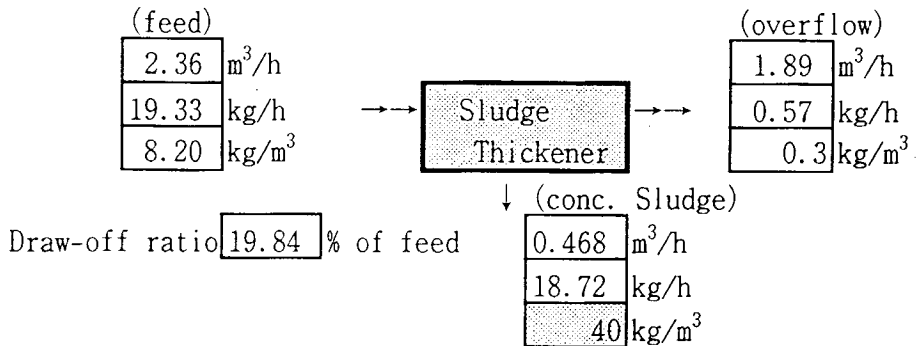 (feed) (overflow)
2.36 m³/h 1.89 m³/h
19.33 kg/h →→ Sludge →→ 0.57 kg/h
8.20 kg/m³ Thickener 0.3 kg/m³
↓ (conc. Sludge)
Draw-off ratio 19.84 % of feed 0.468 m³/h
18.72 kg/h
40 kg/m³